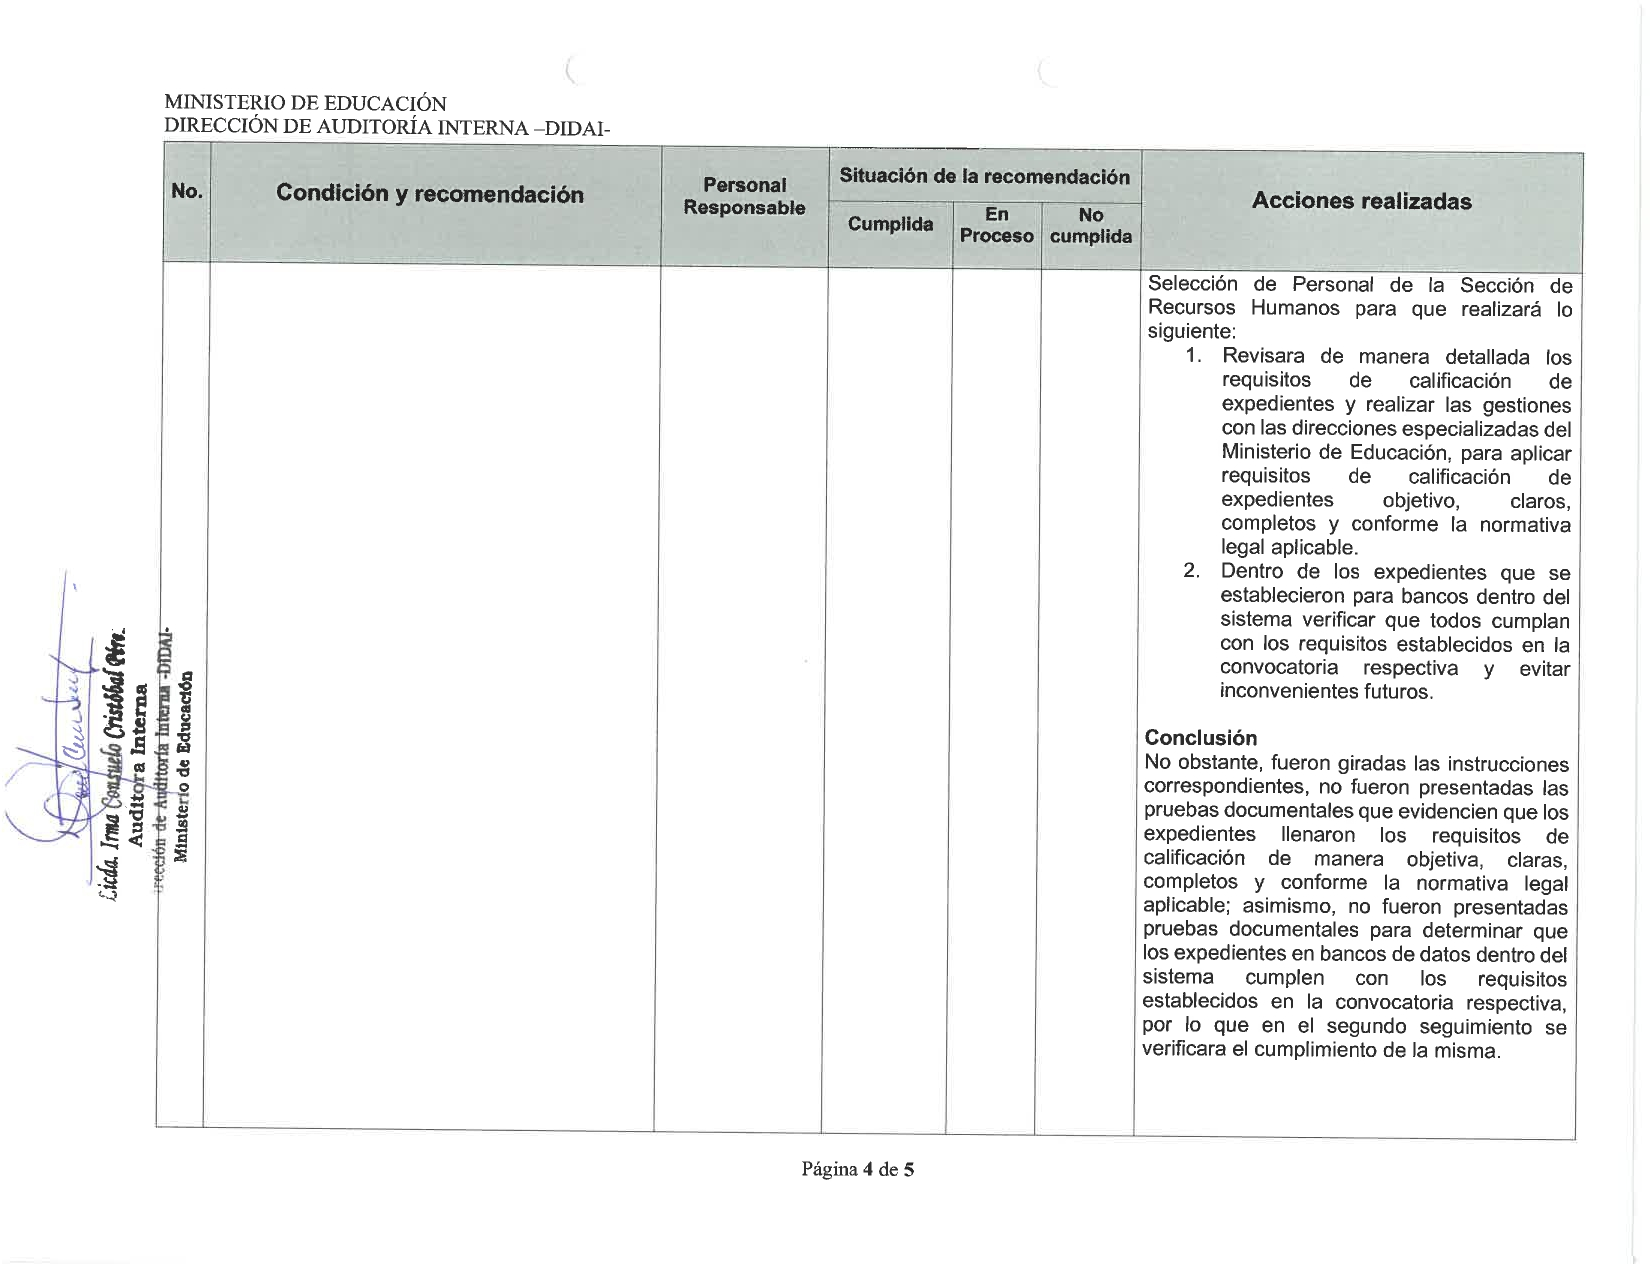 MINISTERIO DE EDUCACIÓN
DIRECCIÓN DE AUDITORÍA INTERNA –DIDAI-
No.
Condición y recomendación
Personal
Responsable
Situación de la recomendación
Cumplida
En
Proceso
No
cumplida
Acciones realizadas
Selección de Personal de la Sección de
Recursos Humanos para que realizará lo
siguiente:
1. Revisara de manera detallada los
requisitos de calificación de
expedientes y realizar las gestiones
con las direcciones especializadas del
Ministerio de Educación, para aplicar
requisitos de calificación de
expedientes objetivo, claros,
completos y conforme la normativa
legal aplicable.
2. Dentro de los expedientes que se
establecieron para bancos dentro del
sistema verificar que todos cumplan
con los requisitos establecidos en la
convocatoria respectiva y evitar
inconvenientes futuros.
Conclusión
No obstante, fueron giradas las instrucciones
correspondientes, no fueron presentadas las
pruebas documentales que evidencien que los
expedientes llenaron los requisitos de
calificación de manera objetiva, claras,
completos y conforme la normativa legal
aplicable; asimismo, no fueron presentadas
pruebas documentales para determinar que
los expedientes en bancos de datos dentro del
sistema cumplen con los requisitos
establecidos en la convocatoria respectiva,
por lo que en el segundo seguimiento se
verificara el cumplimiento de la misma.
Licda. Irma Consuelo Cristóbal
Auditora Interna
rección de Auditoría Interna -DIDAI-
Ministerio de Educación
Página 4 de 5